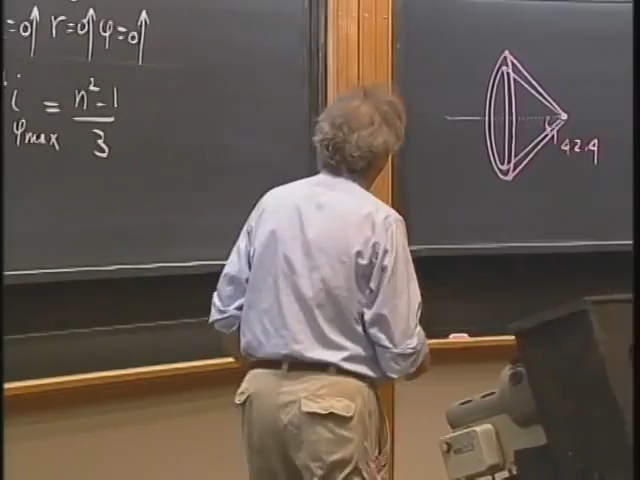 =0↑ r=0↑ φ=0↑
i = n²-1
φmax 3
42.4